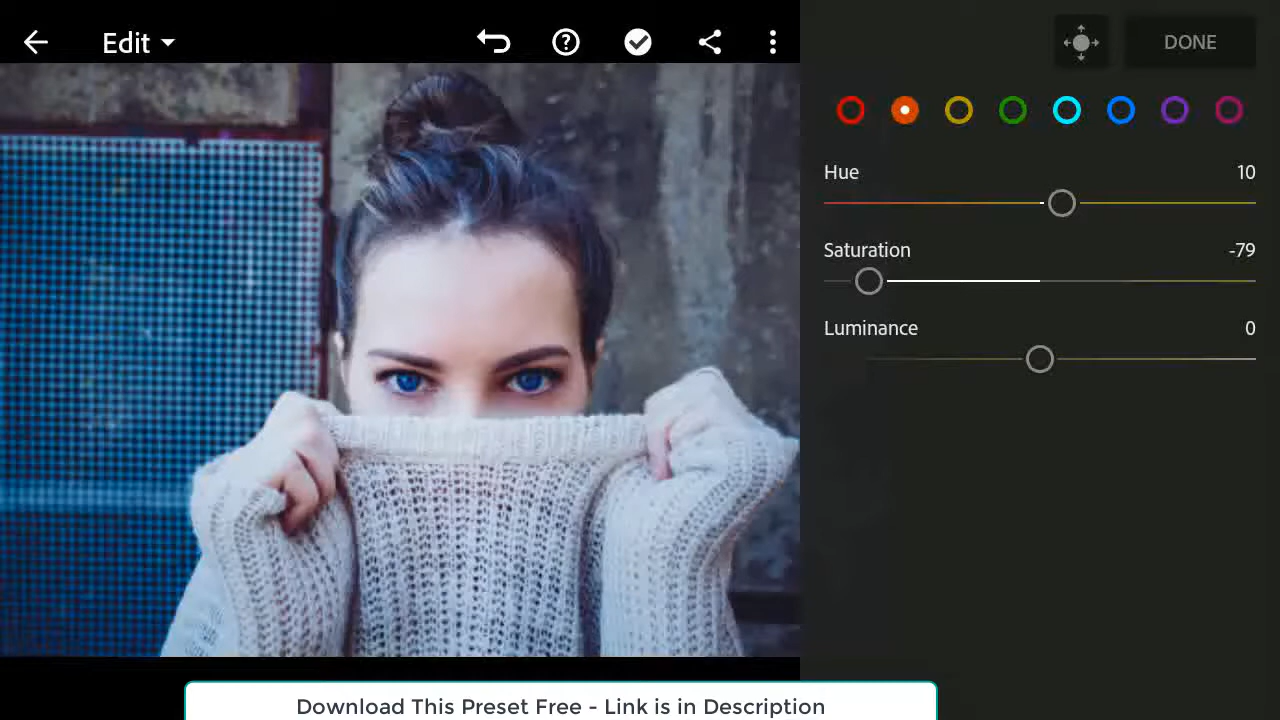 Edit
DONE
Hue 10
Saturation -79
Luminance 0
Download This Preset Free - Link is in Description